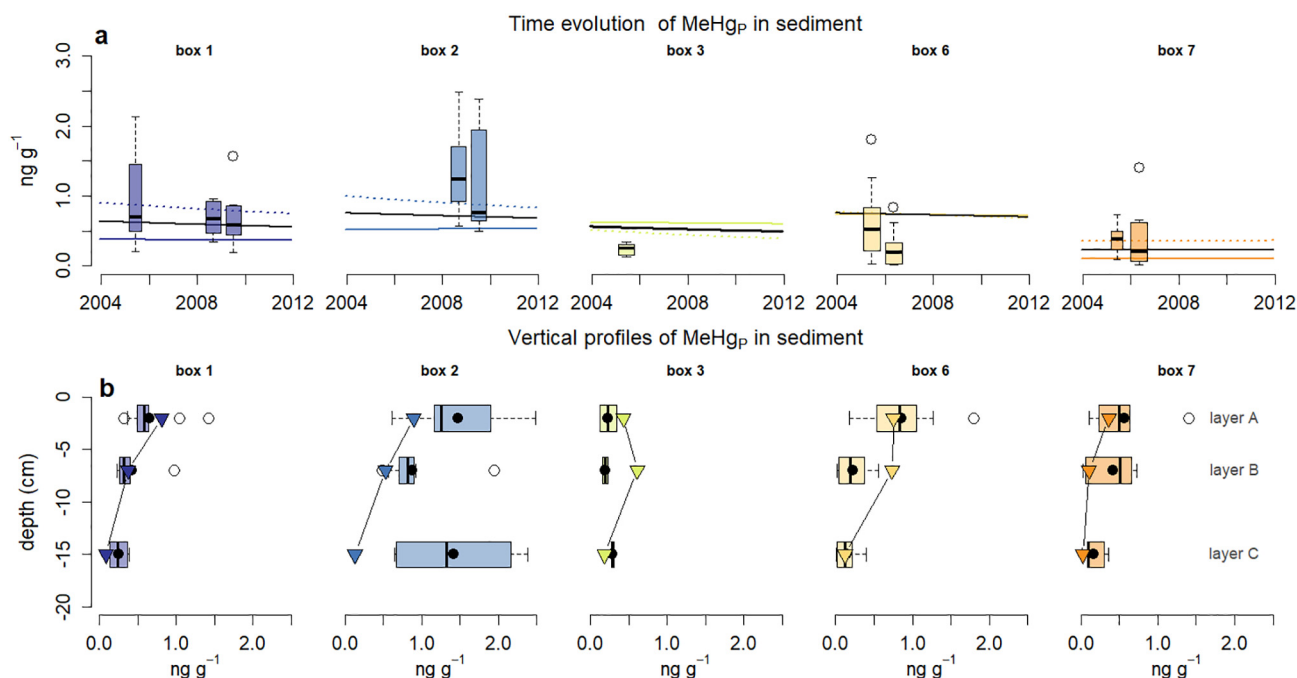 Time evolution of MeHgP in sediment
a
box 1 box 2 box 3 box 6 box 7
3.0
2.0
1.0
0.0
ng g⁻¹
2004 2008 2012 2004 2008 2012 2004 2008 2012 2004 2008 2012 2004 2008 2012
Vertical profiles of MeHgP in sediment
b
box 1 box 2 box 3 box 6 box 7
0
-5
-10
-15
-20
depth (cm)
layer A
layer B
layer C
0.0 1.0 2.0 0.0 1.0 2.0 0.0 1.0 2.0 0.0 1.0 2.0 0.0 1.0 2.0
ng g⁻¹ ng g⁻¹ ng g⁻¹ ng g⁻¹ ng g⁻¹